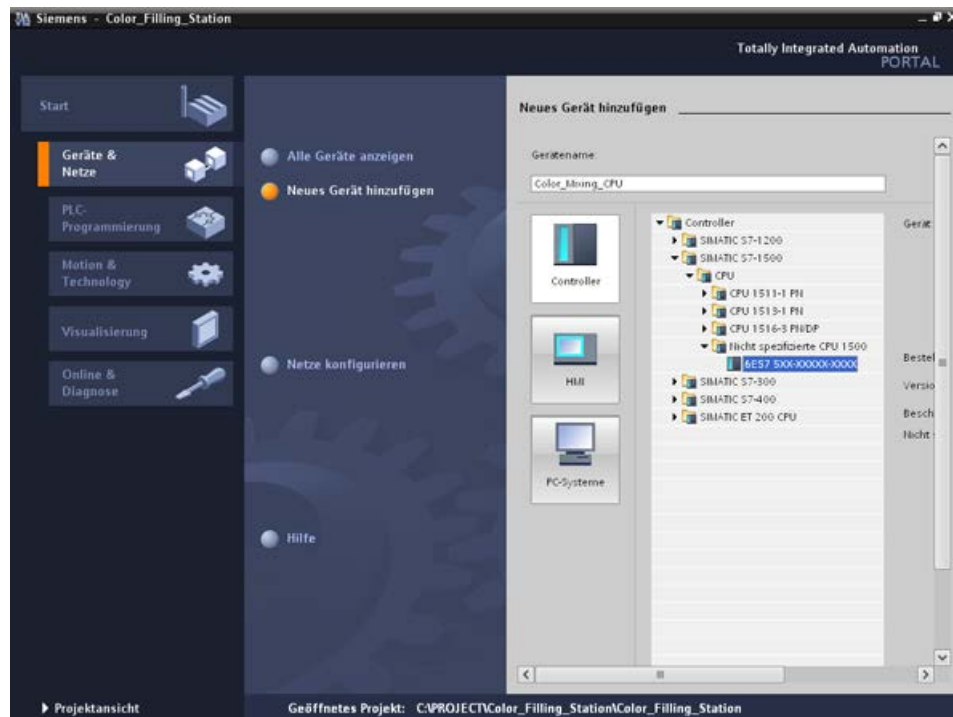 Siemens - Color_Filling_Station
Totally Integrated Automation
PORTAL
Start
Geräte &
Netze
PLC-
Programmierung
Motion &
Technology
Visualisierung
Online &
Diagnose
Alle Geräte anzeigen
Neues Gerät hinzufügen
Netze konfigurieren
Hilfe
Neues Gerät hinzufügen
Gerätename:
Color_Mixing_CPU
Controller
HMI
PC-Systeme
Controller
SIMATIC S7-1200
SIMATIC S7-1500
CPU
CPU 1511-1 PN
CPU 1513-1 PN
CPU 1516-3 PN/DP
Nicht spezifizierte CPU 1500
6ES7 5XX-XXXXX-XXXX
SIMATIC S7-300
SIMATIC S7-400
SIMATIC ET 200 CPU
Gerät
Bestel
Versio
Besch
Nicht
Projektansicht
Geöffnetes Projekt: C:\PROJECT\Color_Filling_Station\Color_Filling_Station